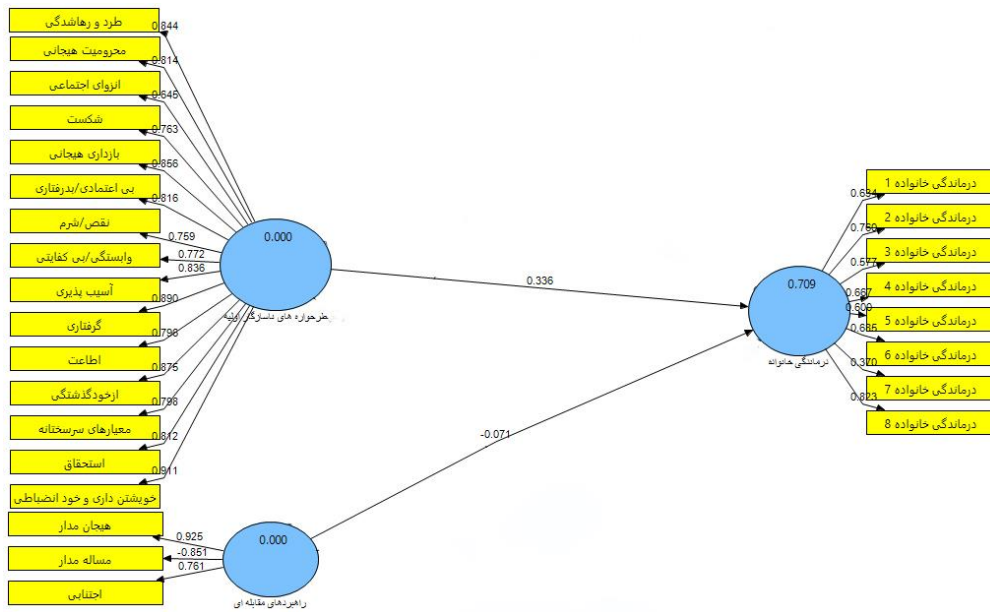 طرد و رهاشدگی
0.844
محرومیت هیجانی
0.814
انزوای اجتماعی
0.645
شکست
0.763
بازداری هیجانی
0.856
بی اعتمادی/بدرفتاری
0.816
نقص/شرم
0.759
وابستگی/بی کفایتی
0.772
آسیب پذیری
0.836
گرفتاری
0.890
اطاعت
0.796
ازخودگذشتگی
0.875
معیارهای سرسختانه
0.798
استحقاق
0.812
خویشتن داری و خود انضباطی
0.911
0.000
طرحواره های ناسازگار اولیه
0.336
هیجان مدار
0.925
مساله مدار
-0.851
اجتنابی
0.761
0.000
راهبردهای مقابله ای
-0.071
0.709
درماندگی خانواده
درماندگی خانواده 1
درماندگی خانواده 2
0.760
درماندگی خانواده 3
0.577
درماندگی خانواده 4
0.667
درماندگی خانواده 5
0.600
درماندگی خانواده 6
درماندگی خانواده 7
0.370
درماندگی خانواده 8
0.823